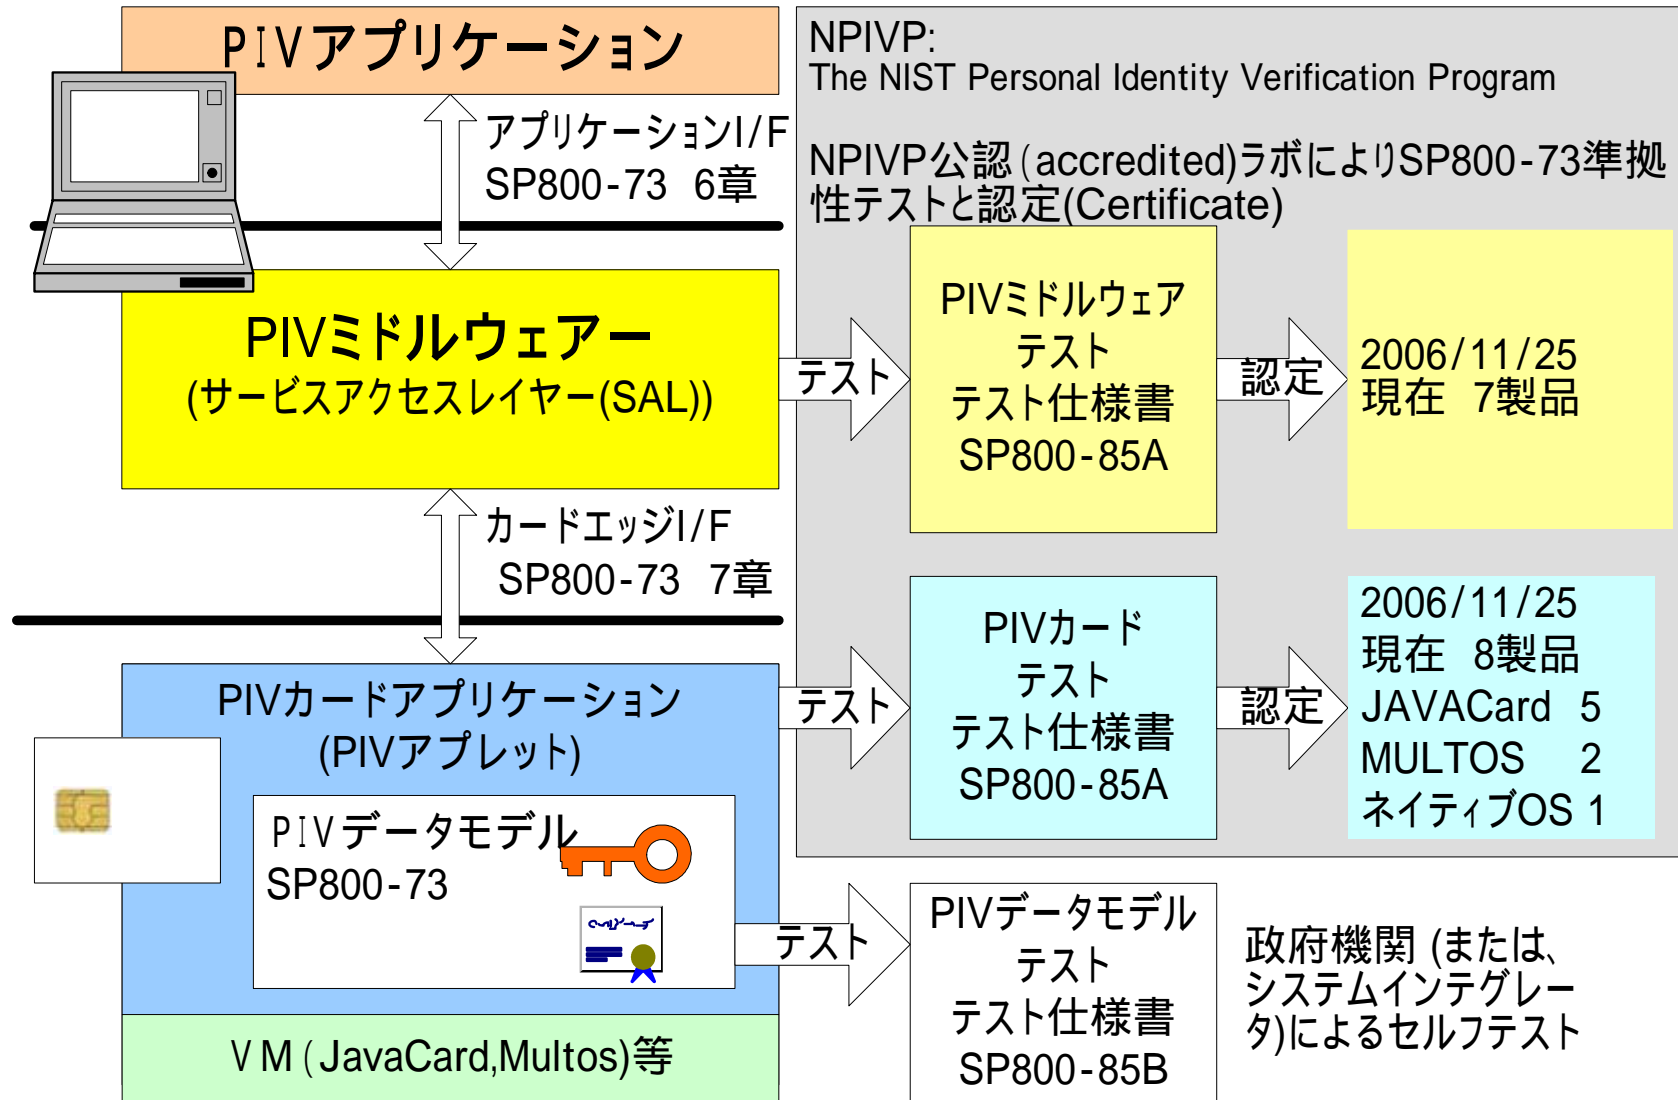 PIVアプリケーション
アプリケーションI/F
SP800-73 6章
PIVミドルウェアー
(サービスアクセスレイヤー(SAL))
カードエッジI/F
SP800-73 7章
PIVカードアプリケーション
(PIVアプレット)
PIVデータモデル
SP800-73
VM(JavaCard,Multos)等
NPIVP:
The NIST Personal Identity Verification Program
NPIVP公認(accredited)ラボによりSP800-73準拠
性テストと認定(Certificate)
テスト
PIVミドルウェア
テスト
テスト仕様書
SP800-85A
認定
2006/11/25
現在 7製品
テスト
PIVカード
テスト
テスト仕様書
SP800-85A
認定
2006/11/25
現在 8製品
JAVACard 5
MULTOS 2
ネイティブOS 1
テスト
PIVデータモデル
テスト
テスト仕様書
SP800-85B
政府機関 (または、
システムインテグレー
タ)によるセルフテスト